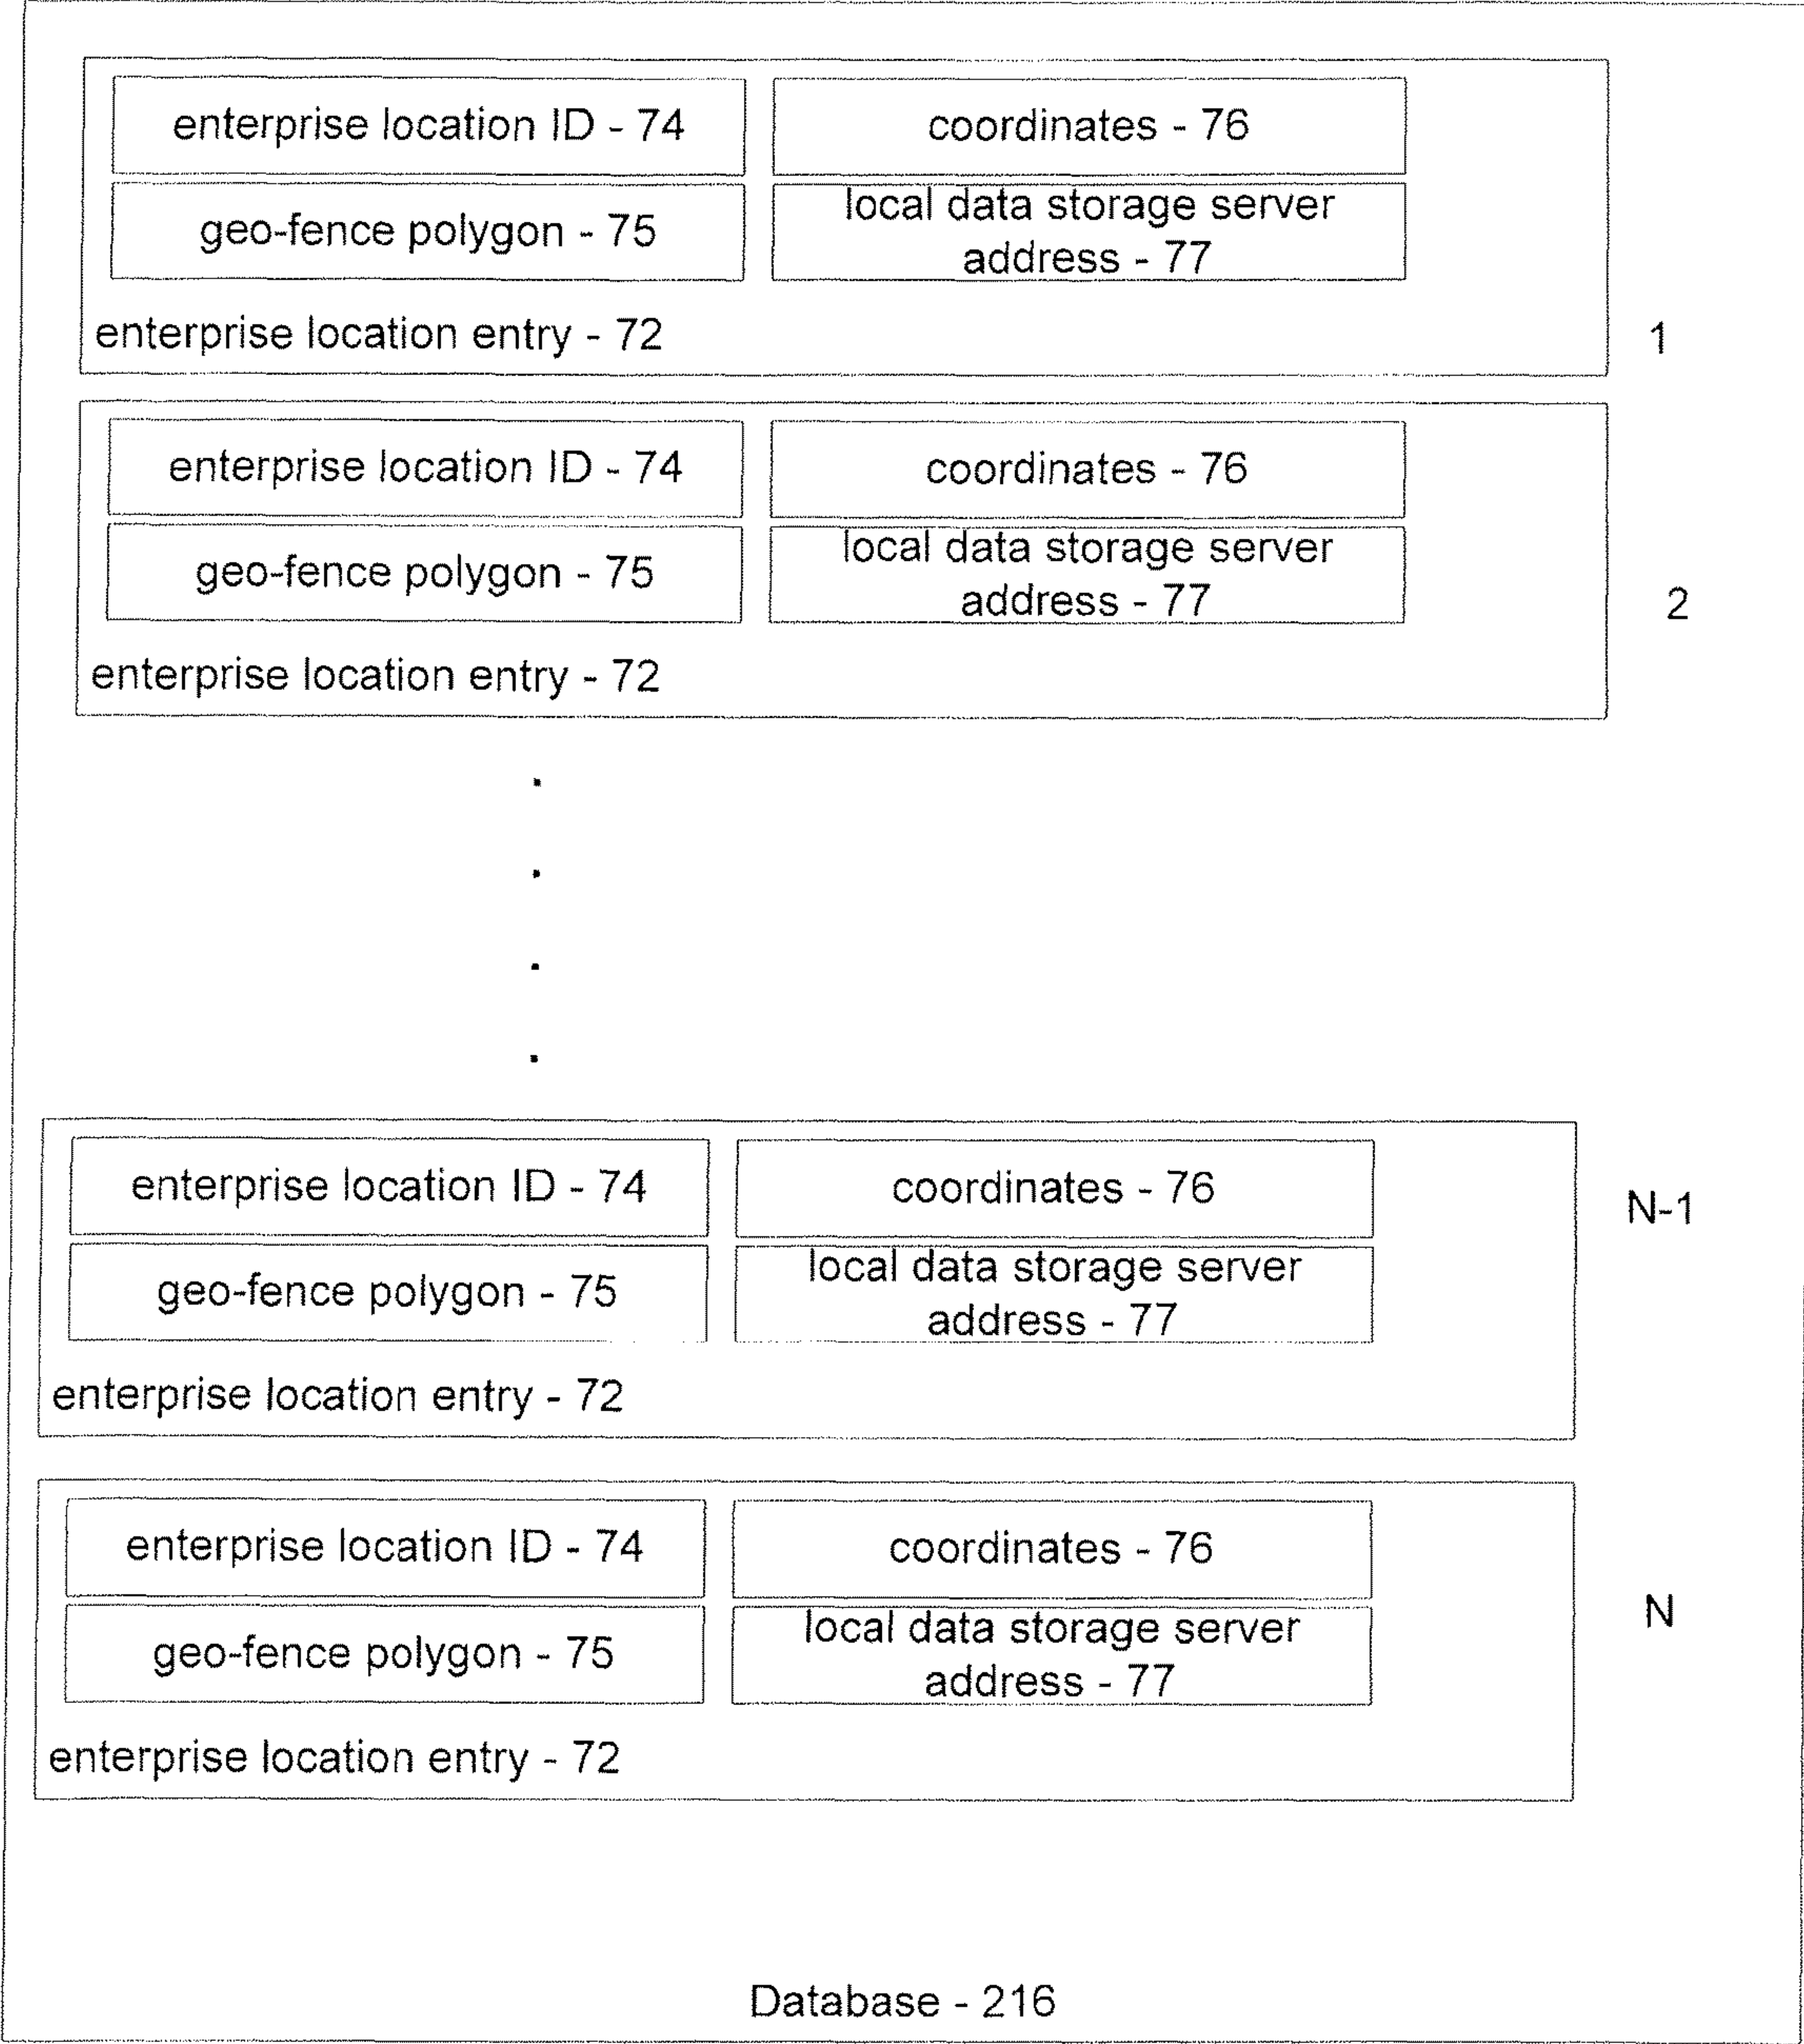 enterprise location ID - 74
coordinates - 76
geo-fence polygon - 75
local data storage server
address - 77
enterprise location entry - 72
1
enterprise location ID - 74
coordinates - 76
geo-fence polygon - 75
local data storage server
address - 77
enterprise location entry - 72
2
enterprise location ID - 74
coordinates - 76
geo-fence polygon - 75
local data storage server
address - 77
enterprise location entry - 72
N-1
enterprise location ID - 74
coordinates - 76
geo-fence polygon - 75
local data storage server
address - 77
enterprise location entry - 72
N
Database - 216